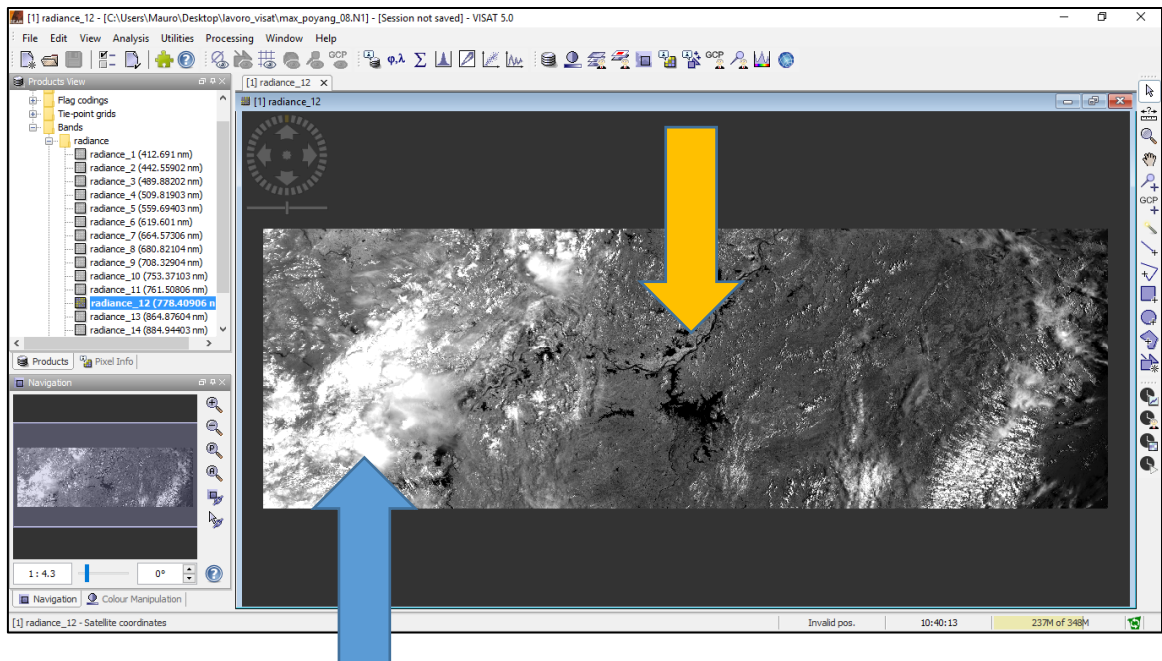 [1] radiance_12 - [C:\Users\Mauro\Desktop\lavoro_visat\max_poyang_08.N1] - [Session not saved] - VISAT 5.0
File Edit View Analysis Utilities Processing Window Help
GCP φ,λ Σ GCP
Products View
[1] radiance_12
[1] radiance_12
Flag codings
Tie-point grids
Bands
radiance
radiance_1 (412.691 nm)
radiance_2 (442.55902 nm)
radiance_3 (489.88202 nm)
radiance_4 (509.81903 nm)
radiance_5 (559.69403 nm)
radiance_6 (619.601 nm)
radiance_7 (664.57306 nm)
radiance_8 (680.82104 nm)
radiance_9 (708.32904 nm)
radiance_10 (753.37103 nm)
radiance_11 (761.50806 nm)
radiance_12 (778.40906 n
radiance_13 (864.87604 nm)
radiance_14 (884.94403 nm)
GCP
Products Pixel Info
Navigation
1 : 4.3 0°
Navigation Colour Manipulation
[1] radiance_12 - Satellite coordinates Invalid pos. 10:40:13 237M of 348M